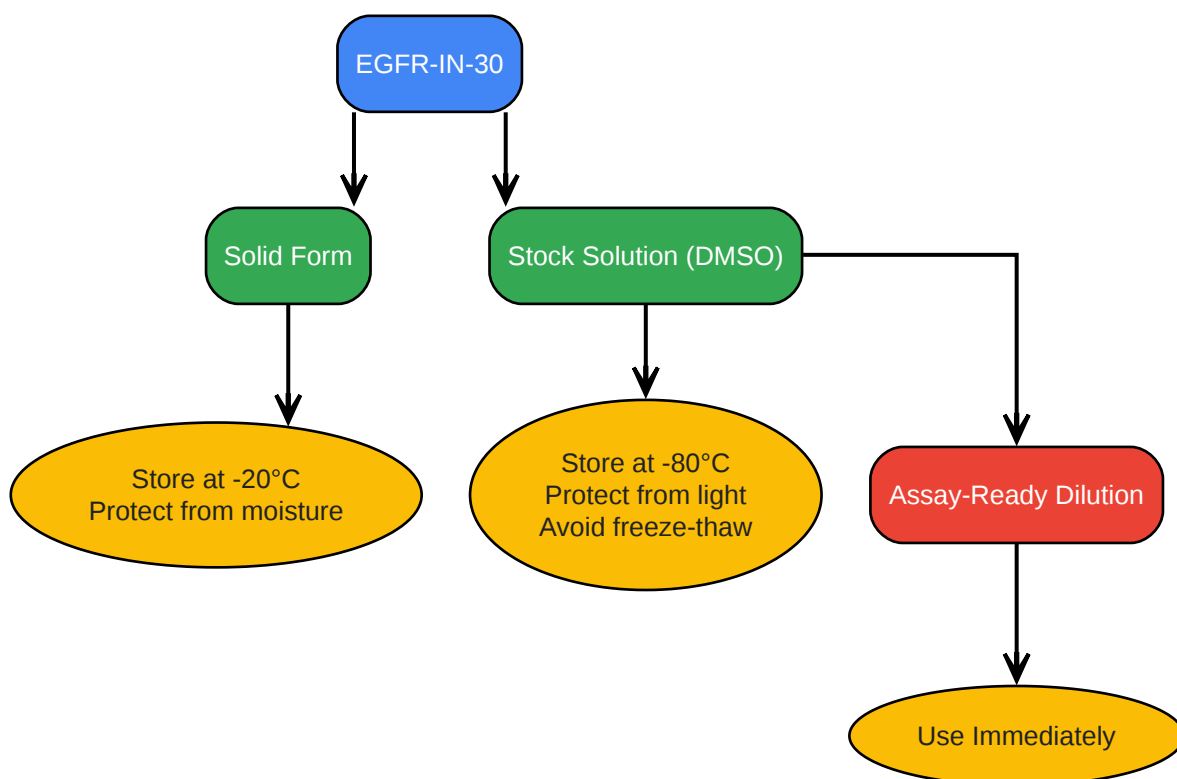 EGFR-IN-30
Solid Form
Stock Solution (DMSO)
Store at -20°C
Protect from moisture
Store at -80°C
Protect from light
Avoid freeze-thaw
Assay-Ready Dilution
Use Immediately